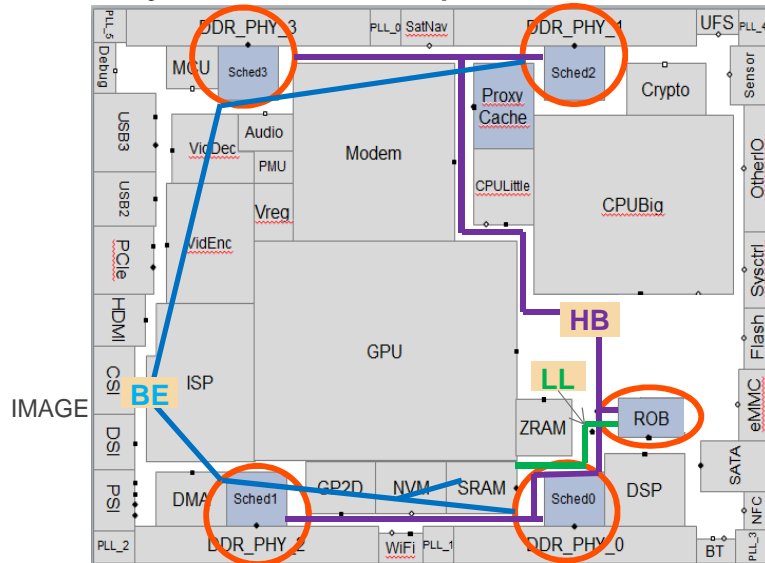 PLL_5
DDR_PHY_3
PLL_0
SatNav
DDR_PHY_1
UFS
PLL_4
Debug
MCU
Sched3
Sched2
Sensor
Proxy
Cache
Crypto
USB3
Audio
VidDec
Modem
OtherIO
PMU
CPULittle
USB2
Vreg
CPUBig
VidEnc
PCIe
Sysctrl
HDMI
HB
Flash
GPU
LL
CSI
BE
ISP
IMAGE
ROB
eMMC
ZRAM
DSI
SATA
GP2D
NVM
SRAM
DMA
Sched1
Sched0
DSP
PSI
NFC
PLL_2
DDR_PHY_2
WiFi
PLL_1
DDR_PHY_0
BT
PLL_3